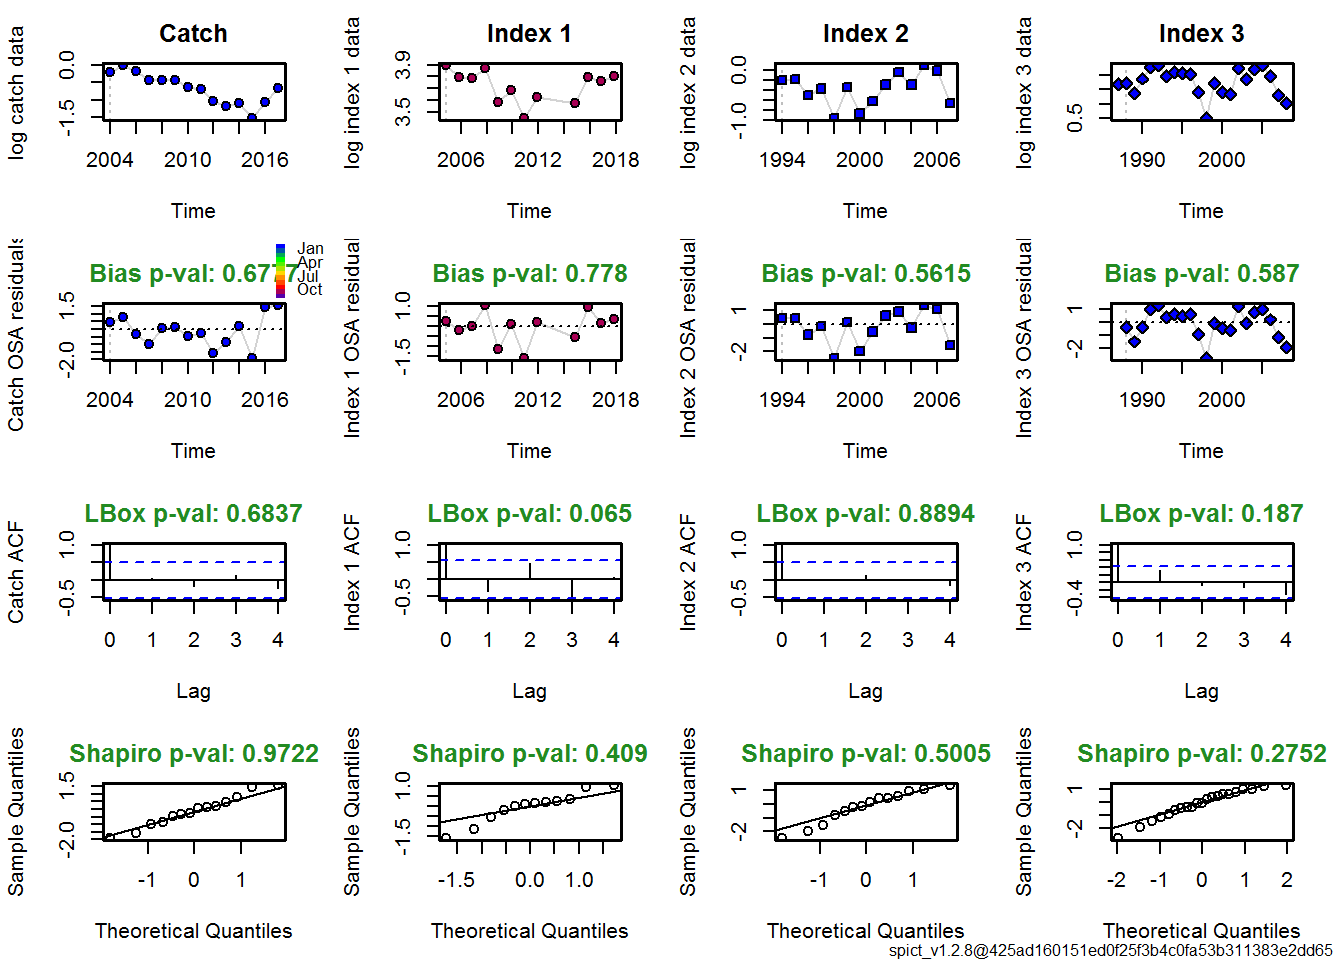 Catch
Index 1
Index 2
Index 3
log catch data
0.0
-1.5
2004 2010 2016
Time
log index 1 data
3.9
3.5
2006 2012 2018
Time
log index 2 data
0.0
-1.0
1994 2000 2006
Time
log index 3 data
0.5
1990 2000
Time
Jan
Apr
Jul
Oct
Catch OSA residuals
Bias p-val: 0.6777
1.5
-2.0
2004 2010 2016
Time
Index 1 OSA residual
Bias p-val: 0.778
1.0
-1.5
2006 2012 2018
Time
Index 2 OSA residual
Bias p-val: 0.5615
1
-2
1994 2000 2006
Time
Index 3 OSA residual
Bias p-val: 0.587
1
-2
1990 2000
Time
Catch ACF
LBox p-val: 0.6837
1.0
-0.5
0 1 2 3 4
Lag
Index 1 ACF
LBox p-val: 0.065
1.0
-0.5
0 1 2 3 4
Lag
Index 2 ACF
LBox p-val: 0.8894
1.0
-0.5
0 1 2 3 4
Lag
Index 3 ACF
LBox p-val: 0.187
1.0
-0.4
0 1 2 3 4
Lag
Sample Quantiles
Shapiro p-val: 0.9722
1.5
-2.0
-1 0 1
Theoretical Quantiles
Sample Quantiles
Shapiro p-val: 0.409
1.0
-1.5
-1.5 0.0 1.0
Theoretical Quantiles
Sample Quantiles
Shapiro p-val: 0.5005
1
-2
-1 0 1
Theoretical Quantiles
Sample Quantiles
Shapiro p-val: 0.2752
1
-2
-2 -1 0 1 2
Theoretical Quantiles
spict_v1.2.8@425ad160151ed0f25f3b4c0fa53b311383e2dd65